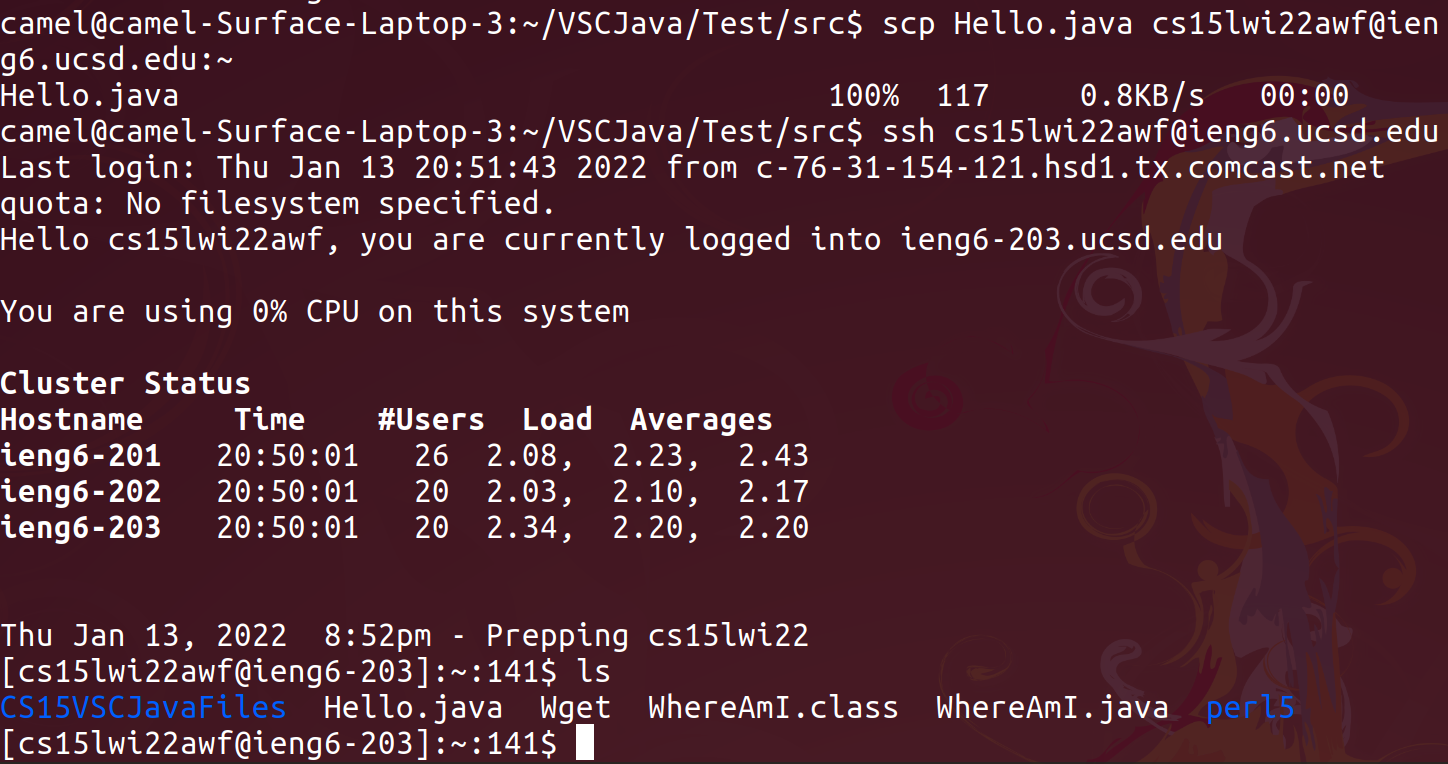 camel@camel-Surface-Laptop-3:~/VSCJava/Test/src$ scp Hello.java cs15lwi22awf@ien
g6.ucsd.edu:~
Hello.java                                    100%  117     0.8KB/s   00:00
camel@camel-Surface-Laptop-3:~/VSCJava/Test/src$ ssh cs15lwi22awf@ieng6.ucsd.edu
Last login: Thu Jan 13 20:51:43 2022 from c-76-31-154-121.hsd1.tx.comcast.net
quota: No filesystem specified.
Hello cs15lwi22awf, you are currently logged into ieng6-203.ucsd.edu

You are using 0% CPU on this system

Cluster Status
Hostname     Time    #Users  Load  Averages
ieng6-201   20:50:01   26  2.08,  2.23,  2.43
ieng6-202   20:50:01   20  2.03,  2.10,  2.17
ieng6-203   20:50:01   20  2.34,  2.20,  2.20

Thu Jan 13, 2022  8:52pm - Prepping cs15lwi22
[cs15lwi22awf@ieng6-203]:~:141$ ls
CS15VSCJavaFiles  Hello.java  Wget  WhereAmI.class  WhereAmI.java  perl5
[cs15lwi22awf@ieng6-203]:~:141$